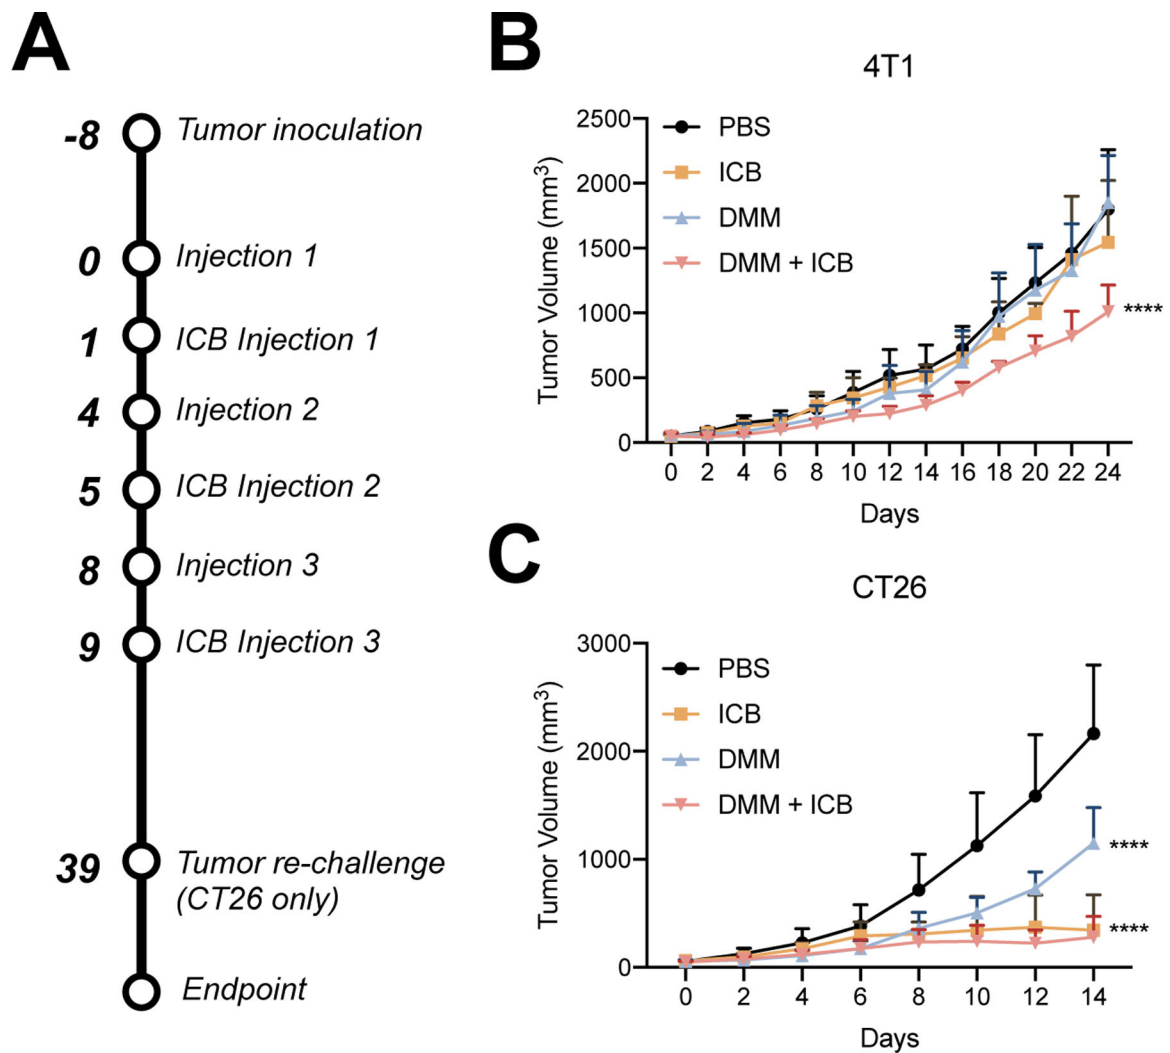 A
-8 Tumor inoculation
0 Injection 1
1 ICB Injection 1
4 Injection 2
5 ICB Injection 2
8 Injection 3
9 ICB Injection 3
39 Tumor re-challenge
(CT26 only)
Endpoint
B
4T1
Tumor Volume (mm³)
2500
2000
1500
1000
500
0
PBS
ICB
DMM
DMM + ICB
****
0 2 4 6 8 10 12 14 16 18 20 22 24
Days
C
CT26
Tumor Volume (mm³)
3000
2000
1000
0
PBS
ICB
DMM
DMM + ICB
****
****
0 2 4 6 8 10 12 14
Days